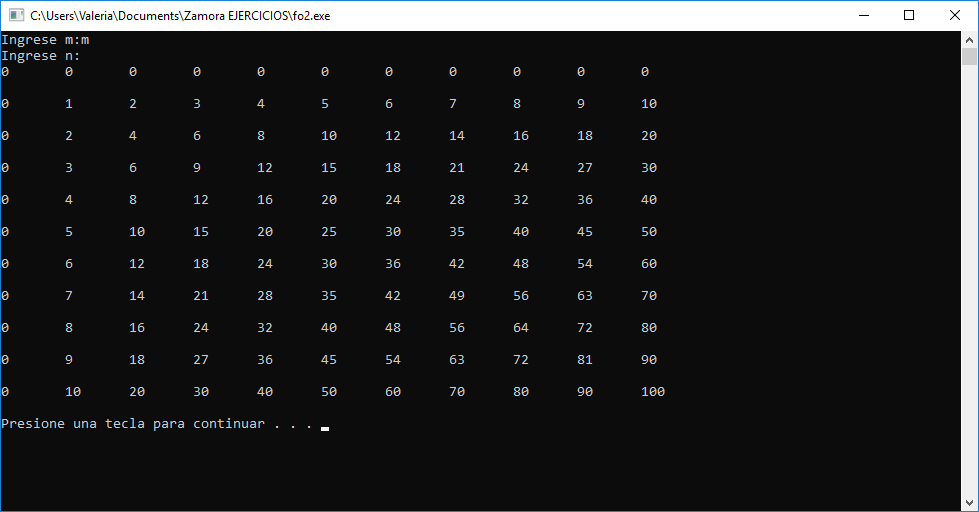 C:\Users\Valeria\Documents\Zamora EJERCICIOS\fo2.exe
Ingrese m:m
Ingrese n:
0 0 0 0 0 0 0 0 0 0 0
0 1 2 3 4 5 6 7 8 9 10
0 2 4 6 8 10 12 14 16 18 20
0 3 6 9 12 15 18 21 24 27 30
0 4 8 12 16 20 24 28 32 36 40
0 5 10 15 20 25 30 35 40 45 50
0 6 12 18 24 30 36 42 48 54 60
0 7 14 21 28 35 42 49 56 63 70
0 8 16 24 32 40 48 56 64 72 80
0 9 18 27 36 45 54 63 72 81 90
0 10 20 30 40 50 60 70 80 90 100
Presione una tecla para continuar . . .